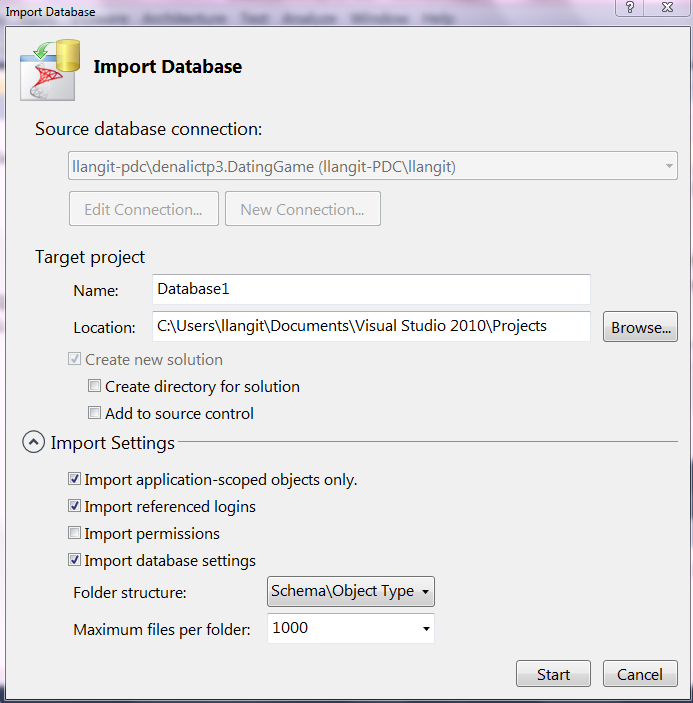 Import Database
Architecture Test Analyze Window Help
Import Database
Source database connection:
llangit-pdc\denalictp3.DatingGame (llangit-PDC\llangit)
Edit Connection... New Connection...
Target project
Name: Database1
Location: C:\Users\llangit\Documents\Visual Studio 2010\Projects Browse...
Create new solution
Create directory for solution
Add to source control
Import Settings
Import application-scoped objects only.
Import referenced logins
Import permissions
Import database settings
Folder structure: Schema\Object Type
Maximum files per folder: 1000
Start Cancel